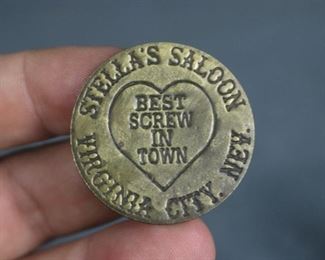 STELLA'S SALOON
BEST
SCREW
IN
TOWN
VIRGINIA CITY, NEV.